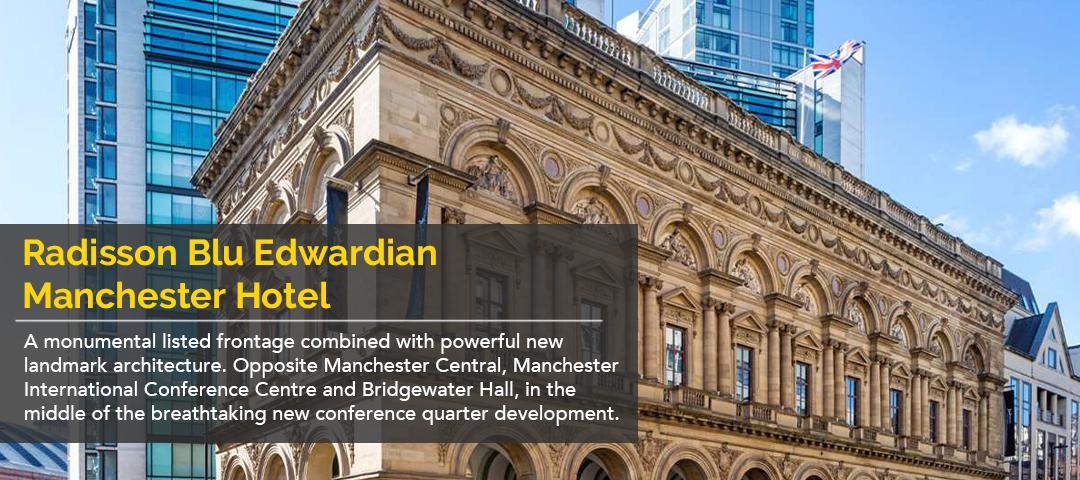 Radisson Blu Edwardian
Manchester Hotel
A monumental listed frontage combined with powerful new
landmark architecture. Opposite Manchester Central, Manchester
International Conference Centre and Bridgewater Hall, in the
middle of the breathtaking new conference quarter development.